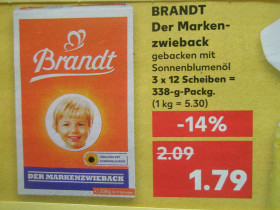 Brandt
DER MARKENZWIEBACK
BRANDT
Der Marken-
zwieback
gebacken mit
Sonnenblumenöl
3 x 12 Scheiben =
338-g-Packg.
(1 kg = 5.30)
-14%
2.09
1.79